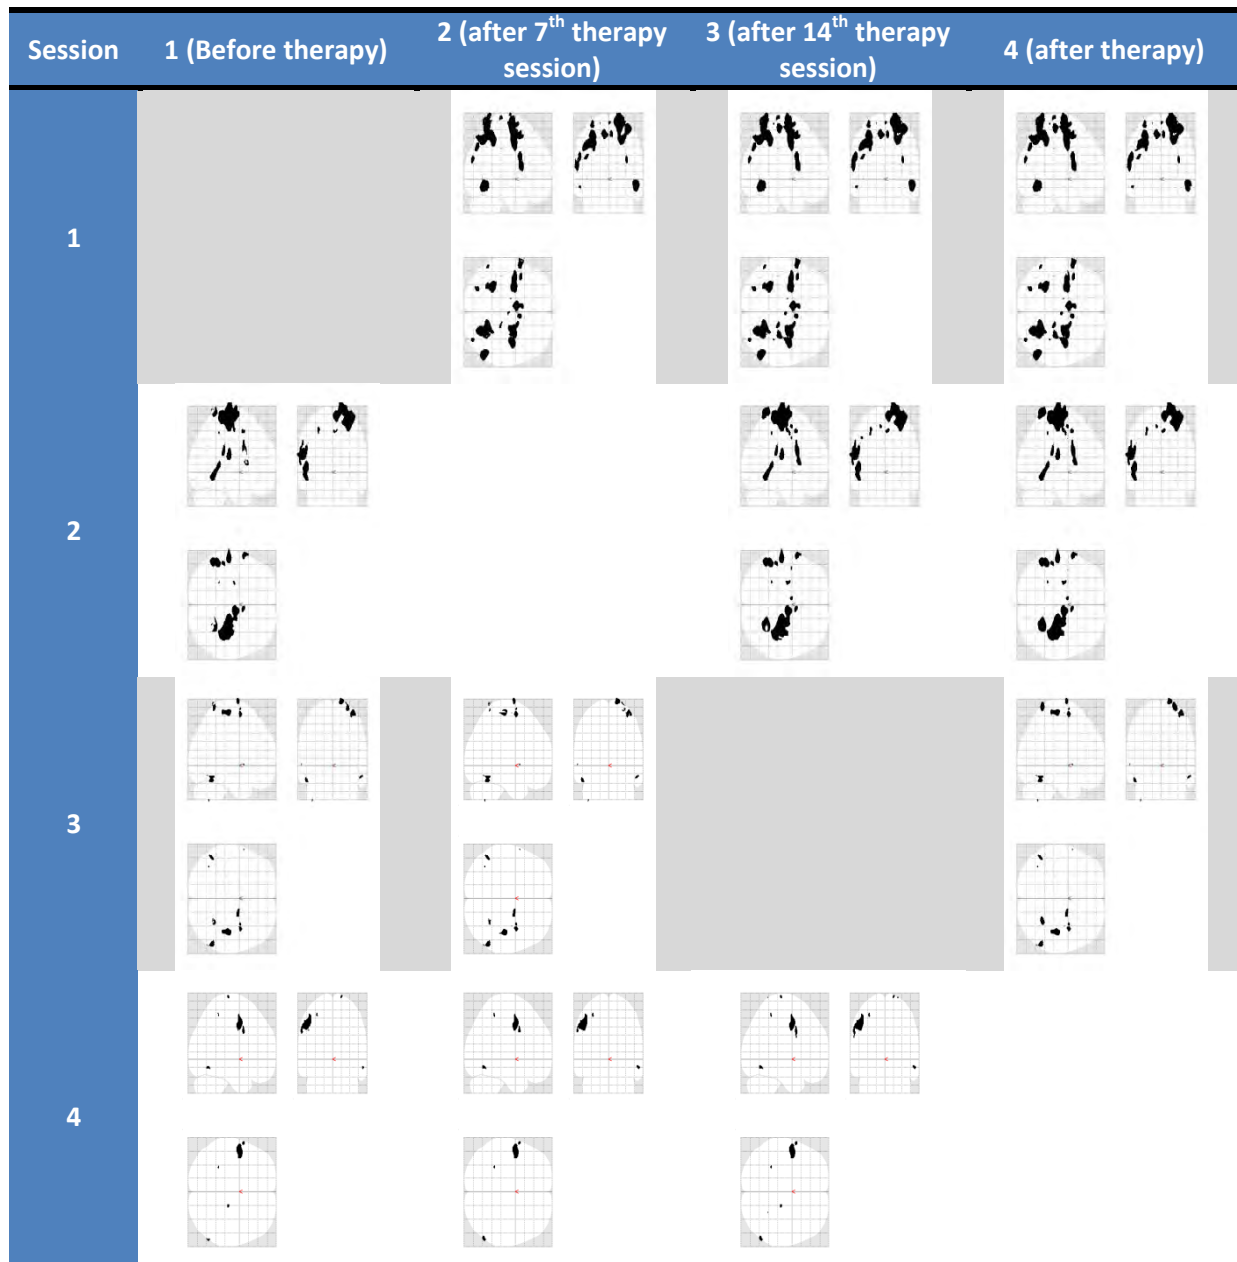 Session
1 (Before therapy)
2 (after 7th therapy
session)
3 (after 14th therapy
session)
4 (after therapy)
1
2
3
4